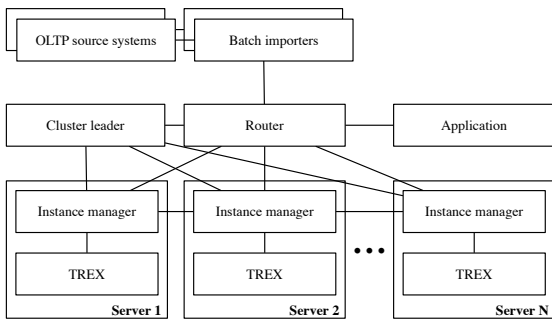 OLTP source systems
Batch importers
Cluster leader
Router
Application
Instance manager
Instance manager
Instance manager
TREX
TREX
TREX
Server 1
Server 2
Server N